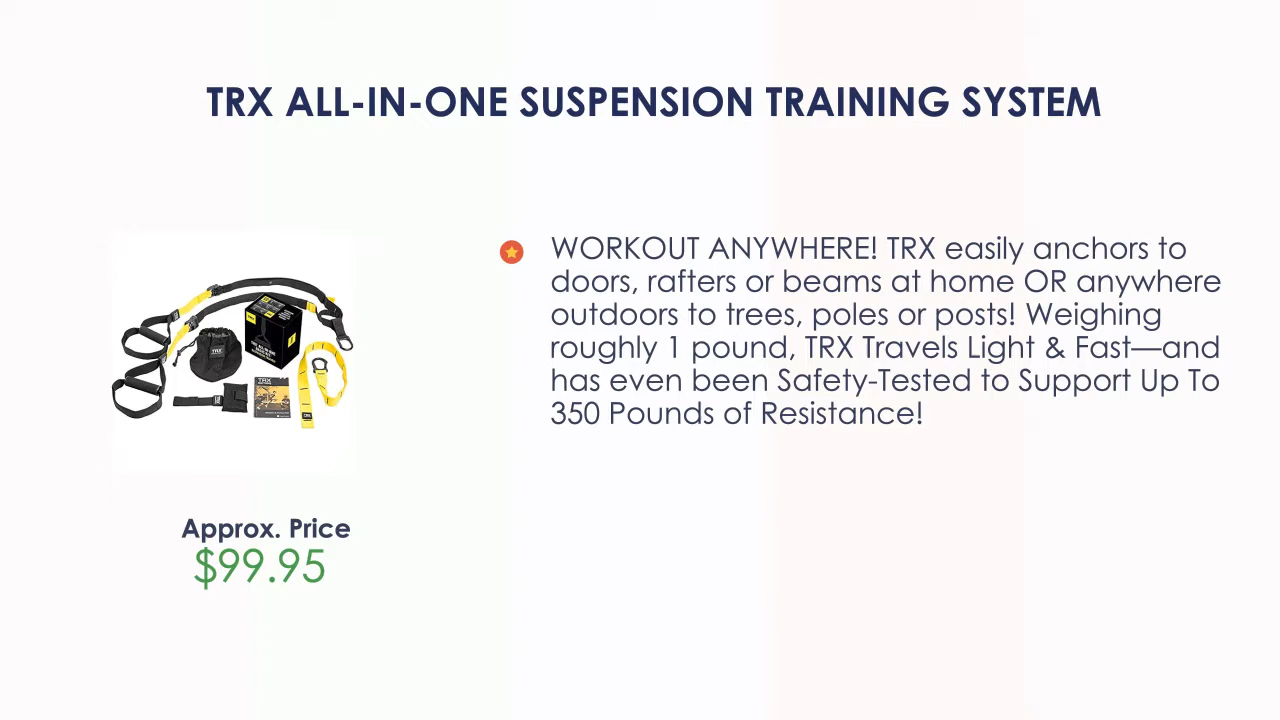 TRX ALL-IN-ONE SUSPENSION TRAINING SYSTEM
WORKOUT ANYWHERE! TRX easily anchors to
doors, rafters or beams at home OR anywhere
outdoors to trees, poles or posts! Weighing
roughly 1 pound, TRX Travels Light & Fast—and
has even been Safety-Tested to Support Up To
350 Pounds of Resistance!
TRX
Approx. Price
$99.95